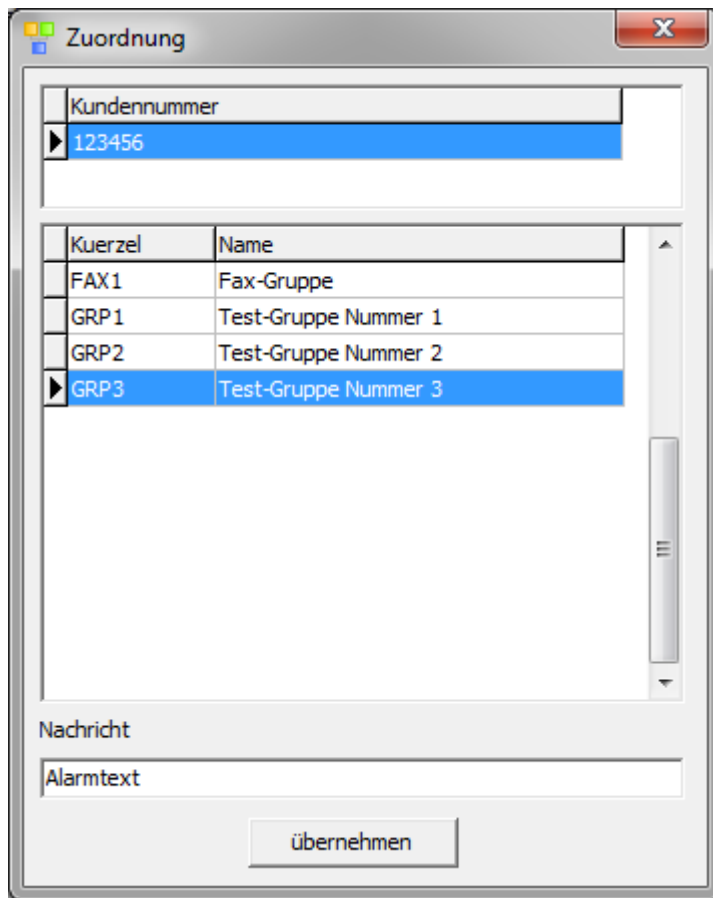 Zuordnung
Kundennummer
123456
Kuerzel Name
FAX1 Fax-Gruppe
GRP1 Test-Gruppe Nummer 1
GRP2 Test-Gruppe Nummer 2
GRP3 Test-Gruppe Nummer 3
Nachricht
Alarmtext
übernehmen